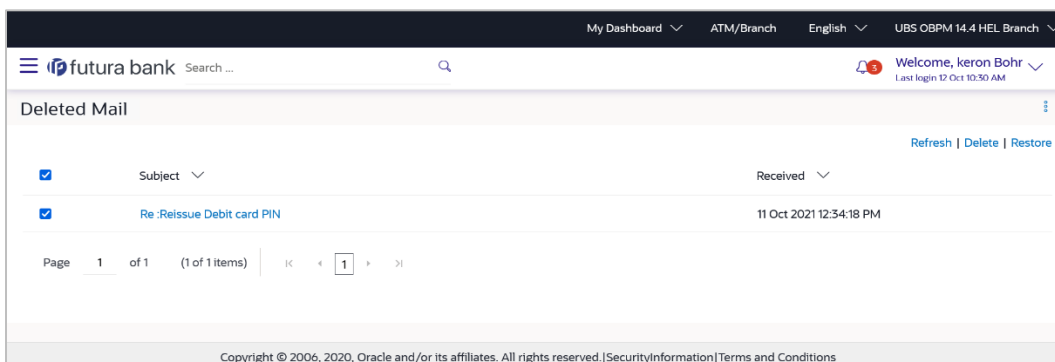 My Dashboard ATM/Branch English UBS OBPM 14.4 HEL Branch
futura bank Search ... 3 Welcome, keron Bohr
Last login 12 Oct 10:30 AM
Deleted Mail
Refresh | Delete | Restore
Subject Received
Re :Reissue Debit card PIN 11 Oct 2021 12:34:18 PM
Page 1 of 1 (1 of 1 items) 1
Copyright © 2006, 2020, Oracle and/or its affiliates. All rights reserved.|SecurityInformation|Terms and Conditions